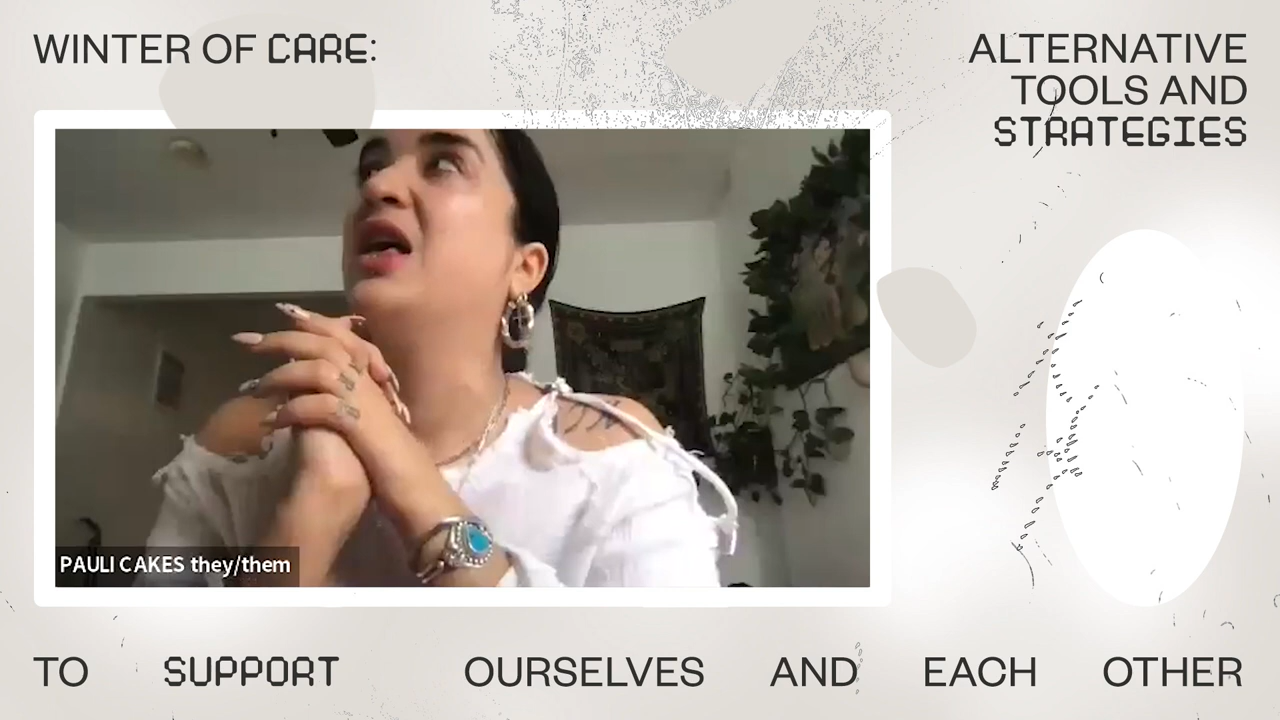 WINTER OF CARE:
ALTERNATIVE
TOOLS AND
STRATEGIES
PAULI CAKES they/them
TO SUPPORT OURSELVES AND EACH OTHER